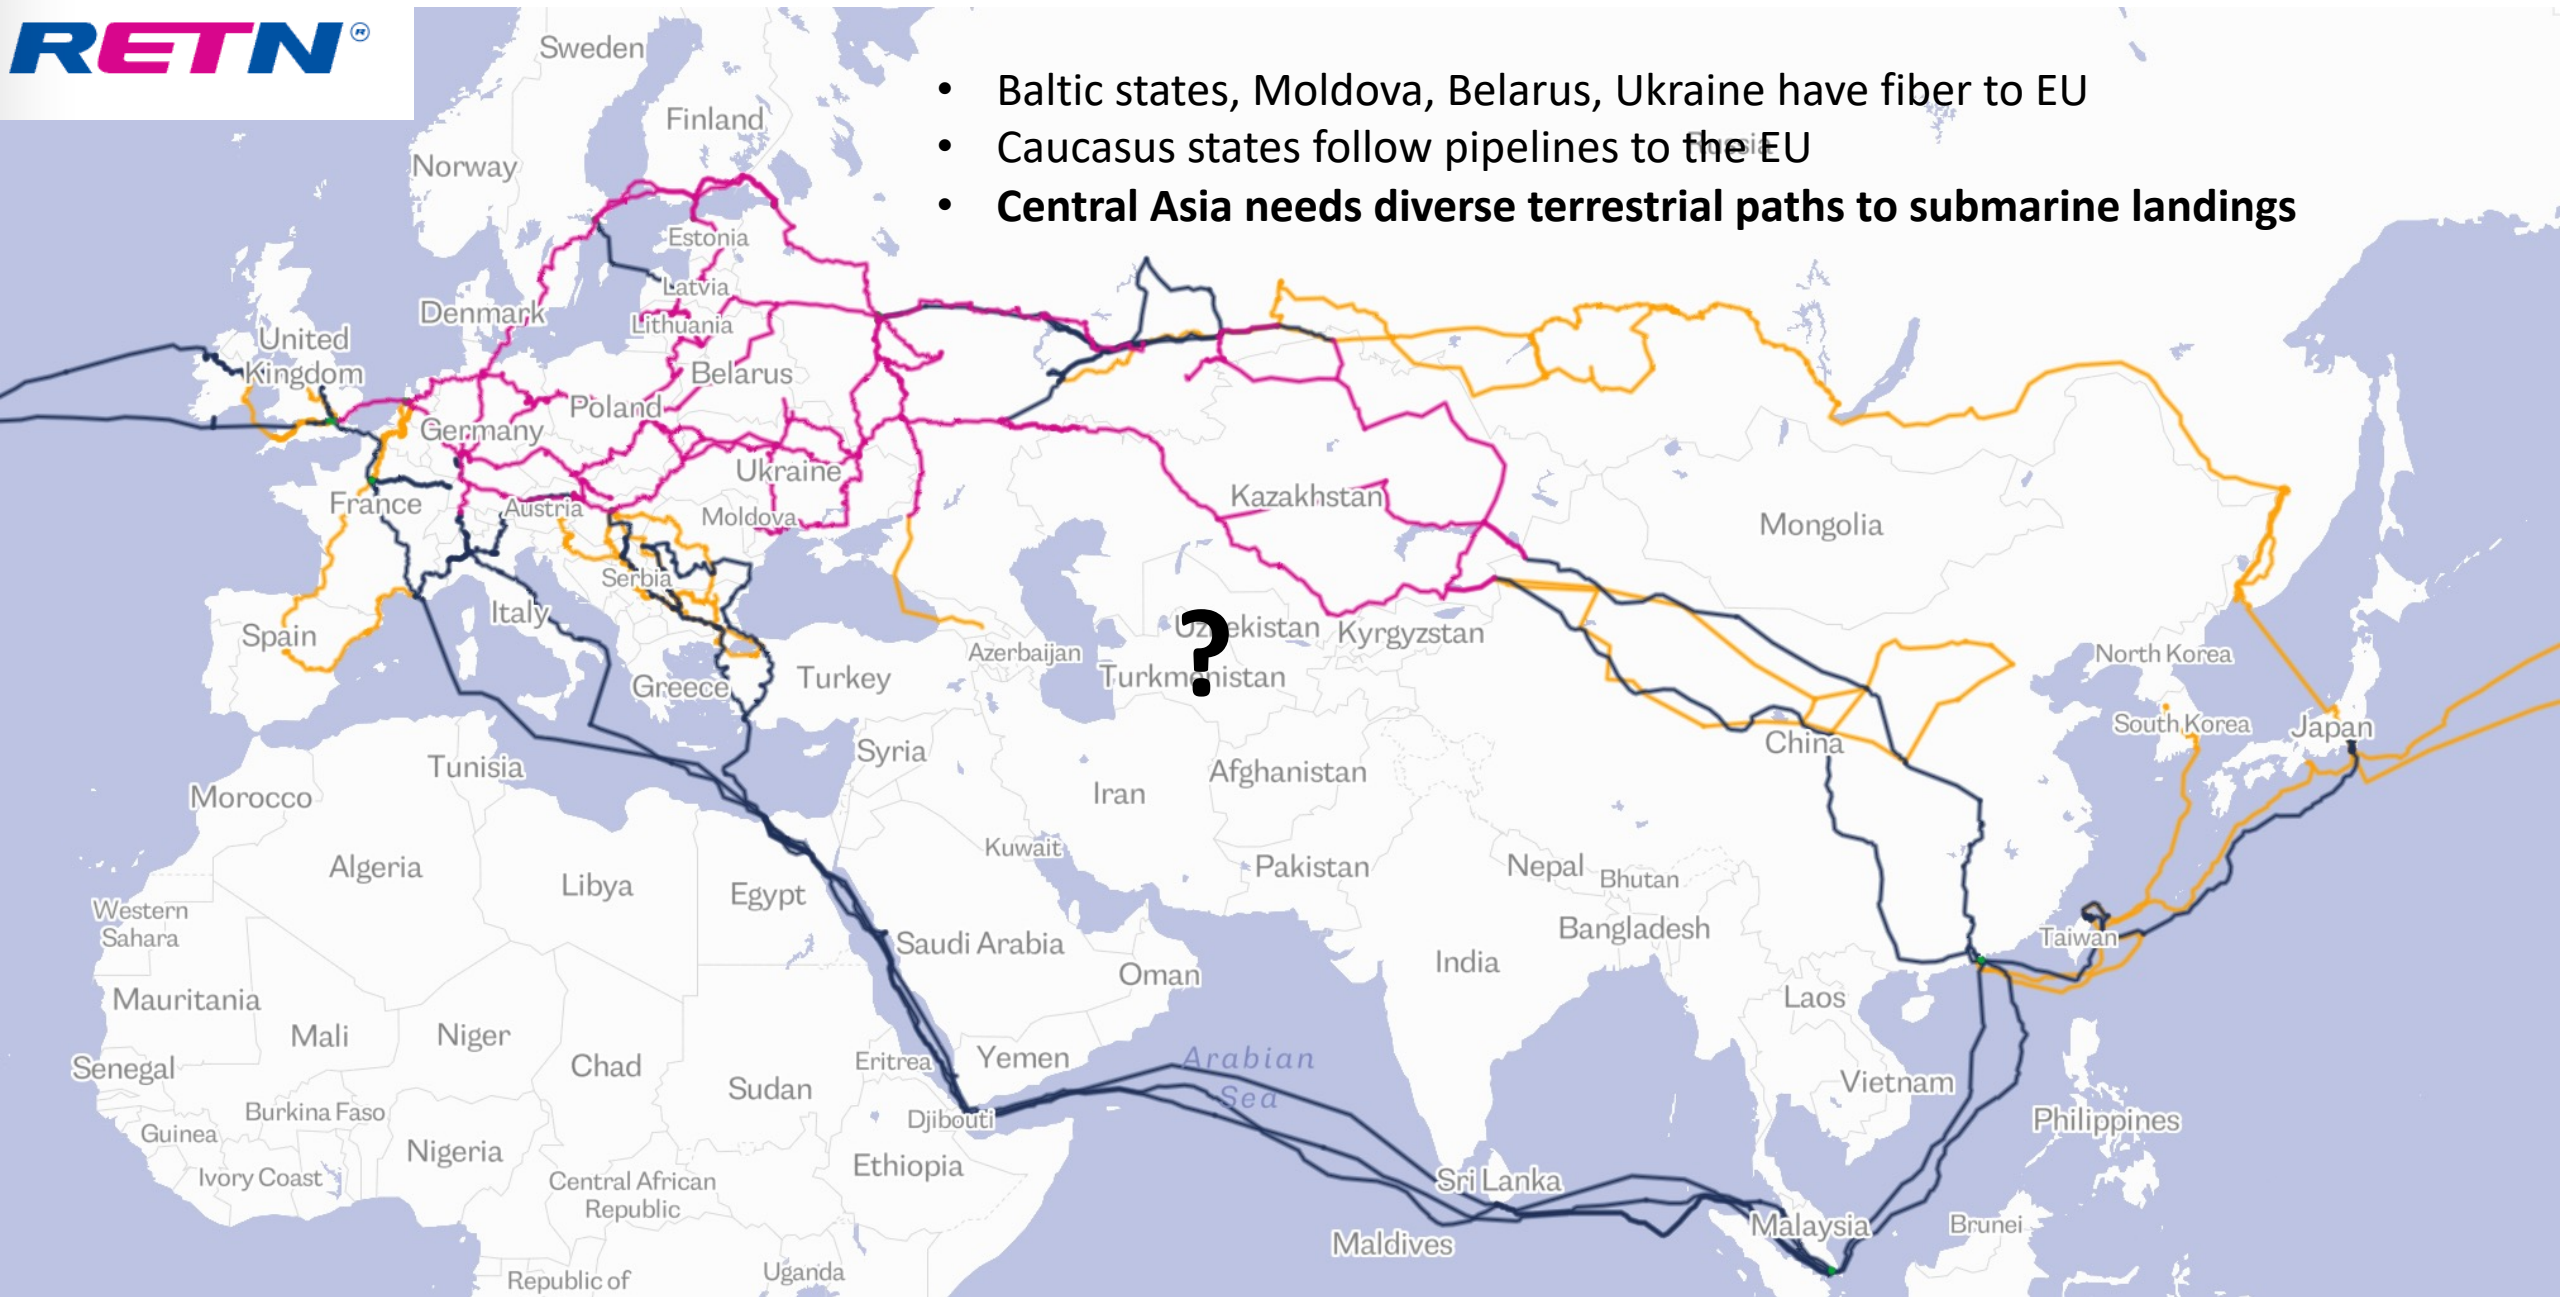 RETN®
• Baltic states, Moldova, Belarus, Ukraine have fiber to EU
• Caucasus states follow pipelines to the EU
• Central Asia needs diverse terrestrial paths to submarine landings
Russia
Sweden
Finland
Norway
Estonia
Latvia
Denmark
Lithuania
United
Kingdom
Belarus
Poland
Germany
Ukraine
Kazakhstan
France
Austria
Moldova
Mongolia
Serbia
Italy
Spain
?
Uzbekistan
Kyrgyzstan
Azerbaijan
North Korea
Turkmenistan
Greece
Turkey
South Korea
Japan
China
Syria
Tunisia
Iran
Afghanistan
Morocco
Kuwait
Algeria
Pakistan
Nepal
Bhutan
Libya
Egypt
Western
Sahara
Bangladesh
Taiwan
Saudi Arabia
India
Oman
Laos
Mauritania
Mali
Niger
Arabian
Sea
Eritrea
Yemen
Senegal
Chad
Sudan
Vietnam
Burkina Faso
Djibouti
Philippines
Guinea
Nigeria
Ethiopia
Ivory Coast
Central African
Republic
Sri Lanka
Malaysia
Brunei
Maldives
Uganda
Republic of